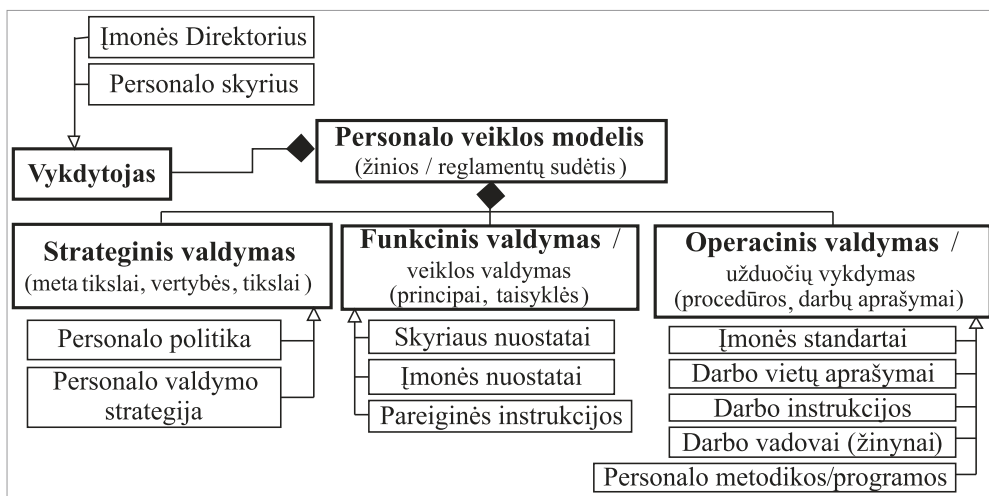 Įmonės Direktorius
Personalo skyrius
Vykdytojas
Personalo veiklos modelis
(žinios / reglamentų sudėtis)
Strateginis valdymas
(meta tikslai, vertybės, tikslai)
Personalo politika
Personalo valdymo
strategija
Funkcinis valdymas /
veiklos valdymas
(principai, taisyklės)
Skyriaus nuostatai
Įmonės nuostatai
Pareiginės instrukcijos
Operacinis valdymas /
užduočių vykdymas
(procedūros, darbų aprašymai)
Įmonės standartai
Darbo vietų aprašymai
Darbo instrukcijos
Darbo vadovai (žinynai)
Personalo metodikos/programos